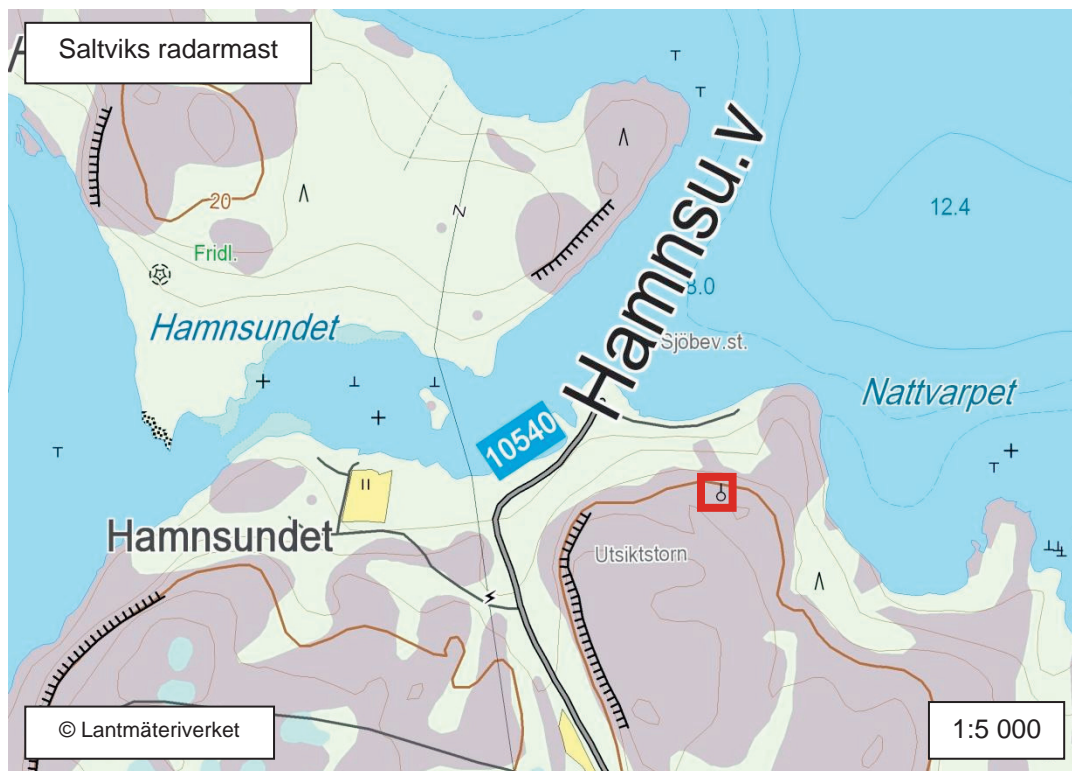 Saltviks radarmast
Hamnsu.v
12.4
20
Fridl.
8.0
Hamnsundet
Sjöbev.st.
Nattvarpet
10540
Hamnsundet
Utsiktstorn
© Lantmäteriverket
1:5 000